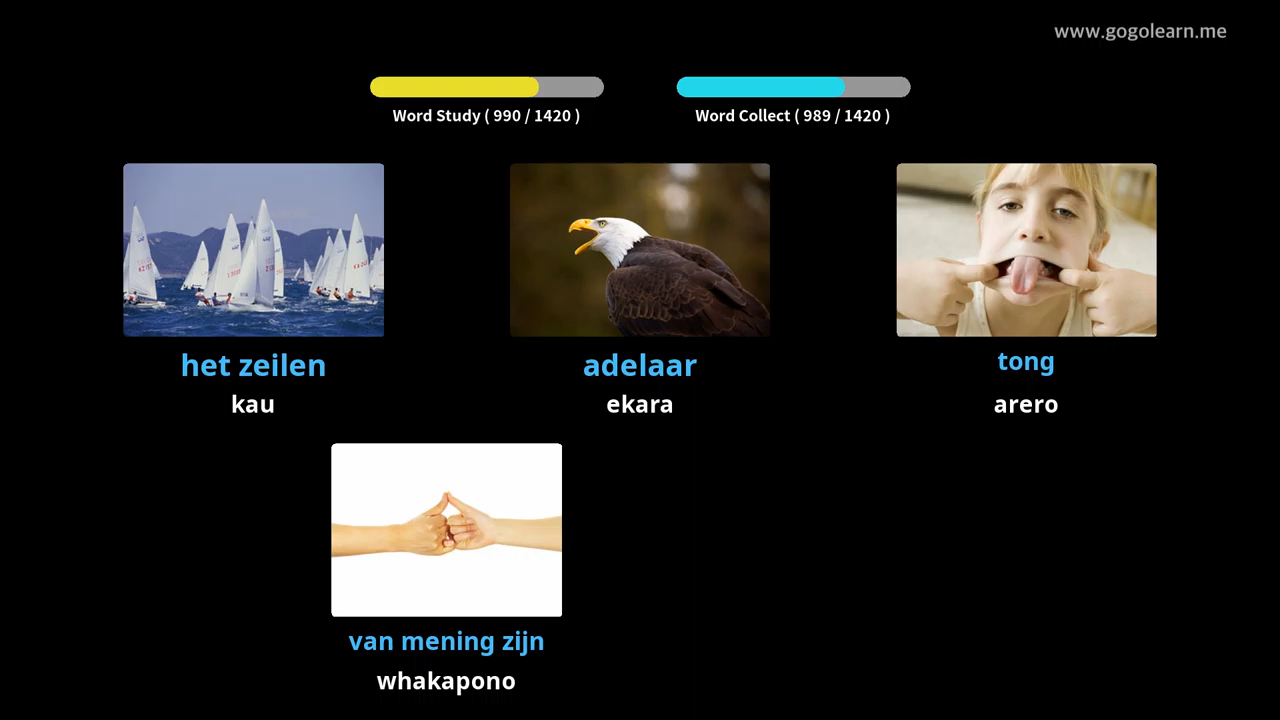 www.gogolearn.me
Word Study ( 990 / 1420 )
Word Collect ( 989 / 1420 )
het zeilen
adelaar
tong
kau
ekara
arero
van mening zijn
whakapono